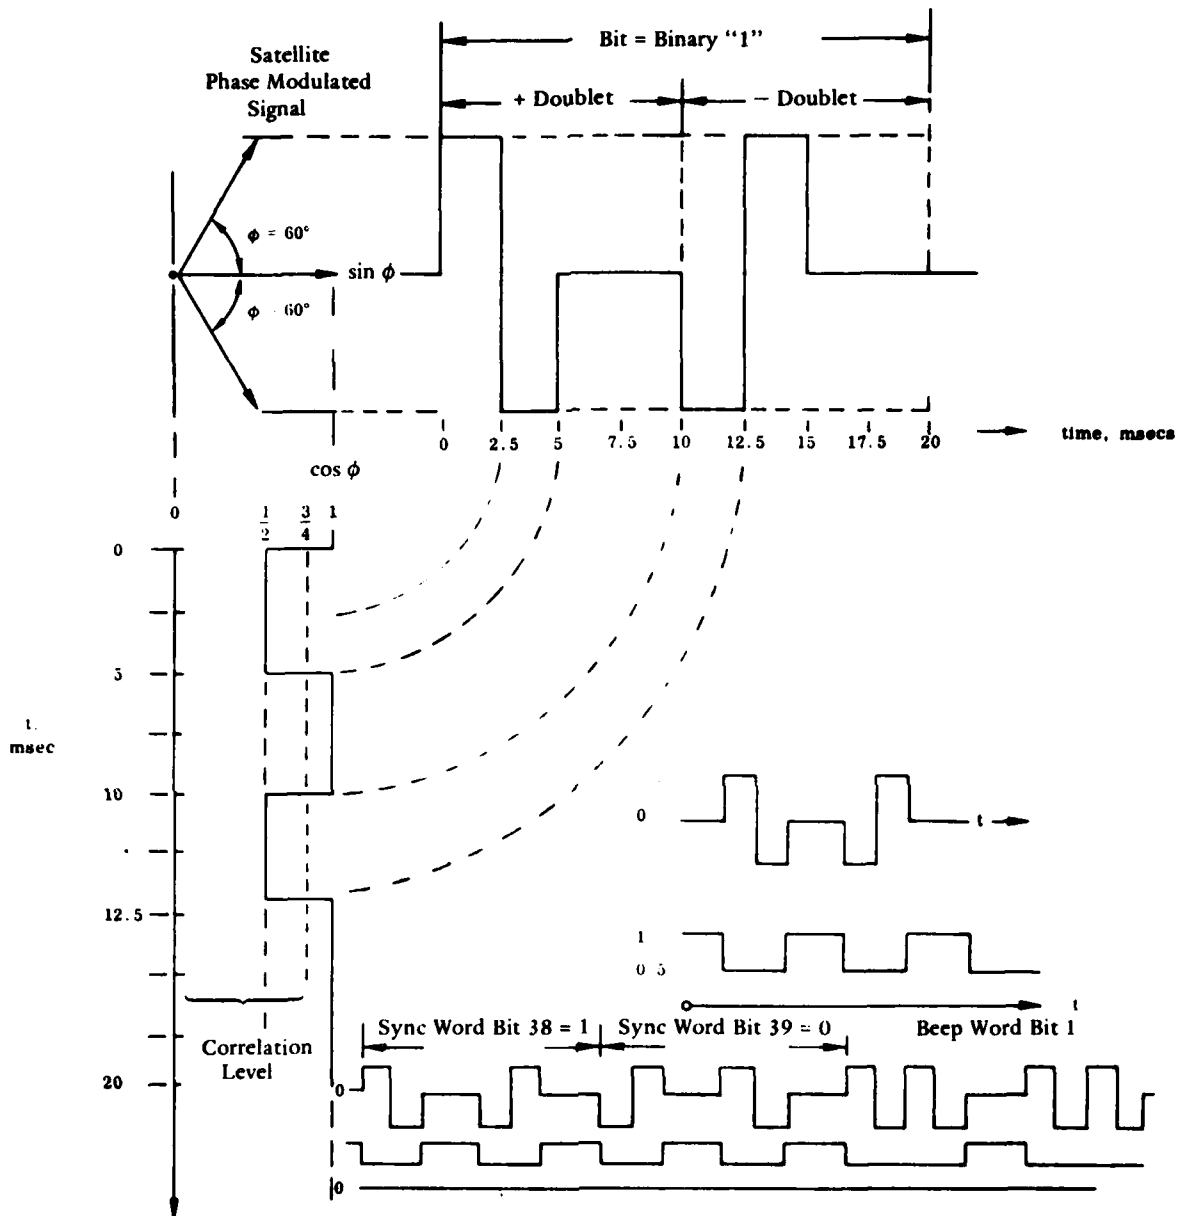 Bit = Binary “1”
Satellite
Phase Modulated
Signal
+ Doublet
− Doublet
ϕ = 60°
sin ϕ
ϕ 60°
0 2.5 5 7.5 10 12.5 15 17.5 20
time, msecs
cos ϕ
0 1/2 3/4 1
0
5
t.
msec
10
0
t
12.5
1
0 5
t
Sync Word Bit 38 = 1
Sync Word Bit 39 = 0
Beep Word Bit 1
Correlation
Level
20
0
0